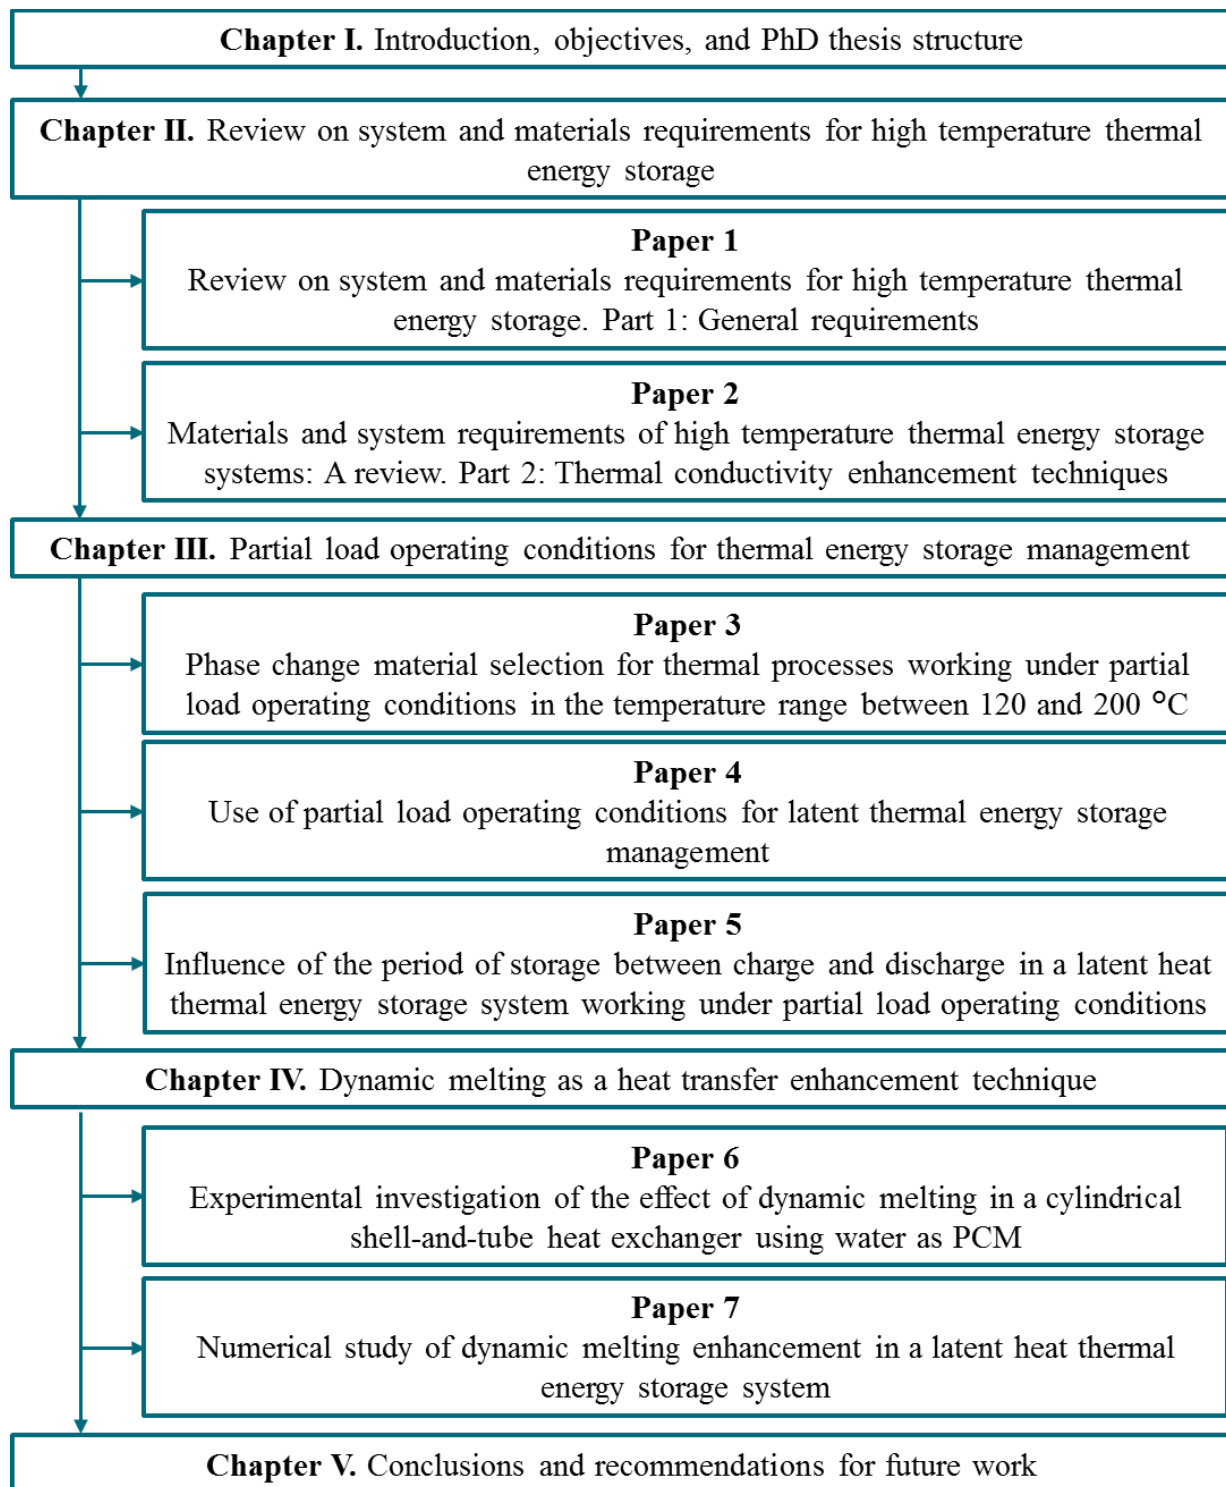 Chapter I. Introduction, objectives, and PhD thesis structure
Chapter II. Review on system and materials requirements for high temperature thermal
energy storage
Paper 1
Review on system and materials requirements for high temperature thermal
energy storage. Part 1: General requirements
Paper 2
Materials and system requirements of high temperature thermal energy storage
systems: A review. Part 2: Thermal conductivity enhancement techniques
Chapter III. Partial load operating conditions for thermal energy storage management
Paper 3
Phase change material selection for thermal processes working under partial
load operating conditions in the temperature range between 120 and 200 °C
Paper 4
Use of partial load operating conditions for latent thermal energy storage
management
Paper 5
Influence of the period of storage between charge and discharge in a latent heat
thermal energy storage system working under partial load operating conditions
Chapter IV. Dynamic melting as a heat transfer enhancement technique
Paper 6
Experimental investigation of the effect of dynamic melting in a cylindrical
shell-and-tube heat exchanger using water as PCM
Paper 7
Numerical study of dynamic melting enhancement in a latent heat thermal
energy storage system
Chapter V. Conclusions and recommendations for future work